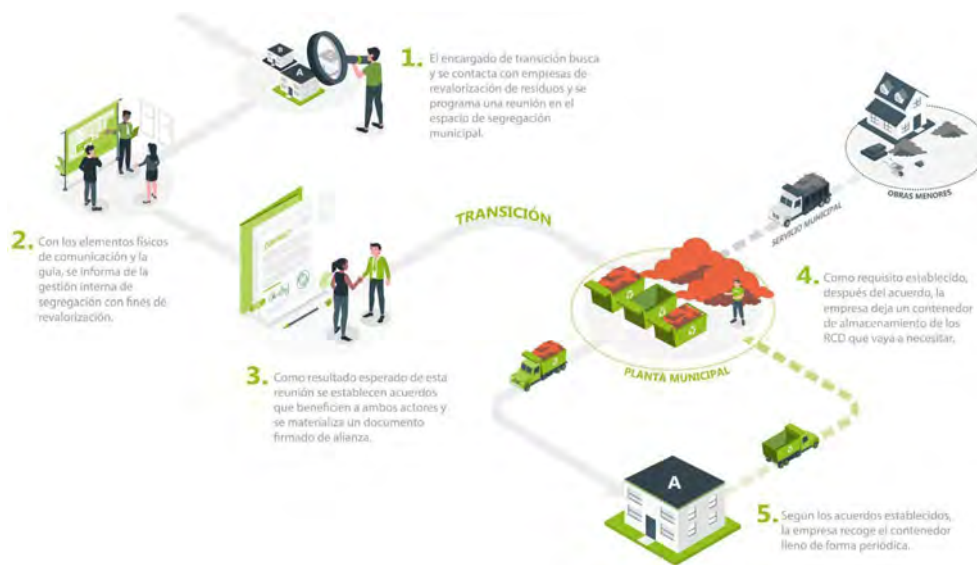 1. El encargado de transición busca
y se contacta con empresas de
revalorización de residuos y se
programa una reunión en el
espacio de segregación
municipal.
A
2. Con los elementos físicos
de comunicación y la
guía, se informa de la
gestión interna de
segregación con fines de
revalorización.
3. Como resultado esperado de esta
reunión se establecen acuerdos
que beneficien a ambos actores y
se materializa un documento
firmado de alianza.
TRANSICIÓN
SERVICIO MUNICIPAL
OBRAS MENORES
PLANTA MUNICIPAL
4. Como requisito establecido,
después del acuerdo, la
empresa deja un contenedor
de almacenamiento de los
RCD que vaya a necesitar.
A
5. Según los acuerdos establecidos,
la empresa recoge el contenedor
lleno de forma periódica.